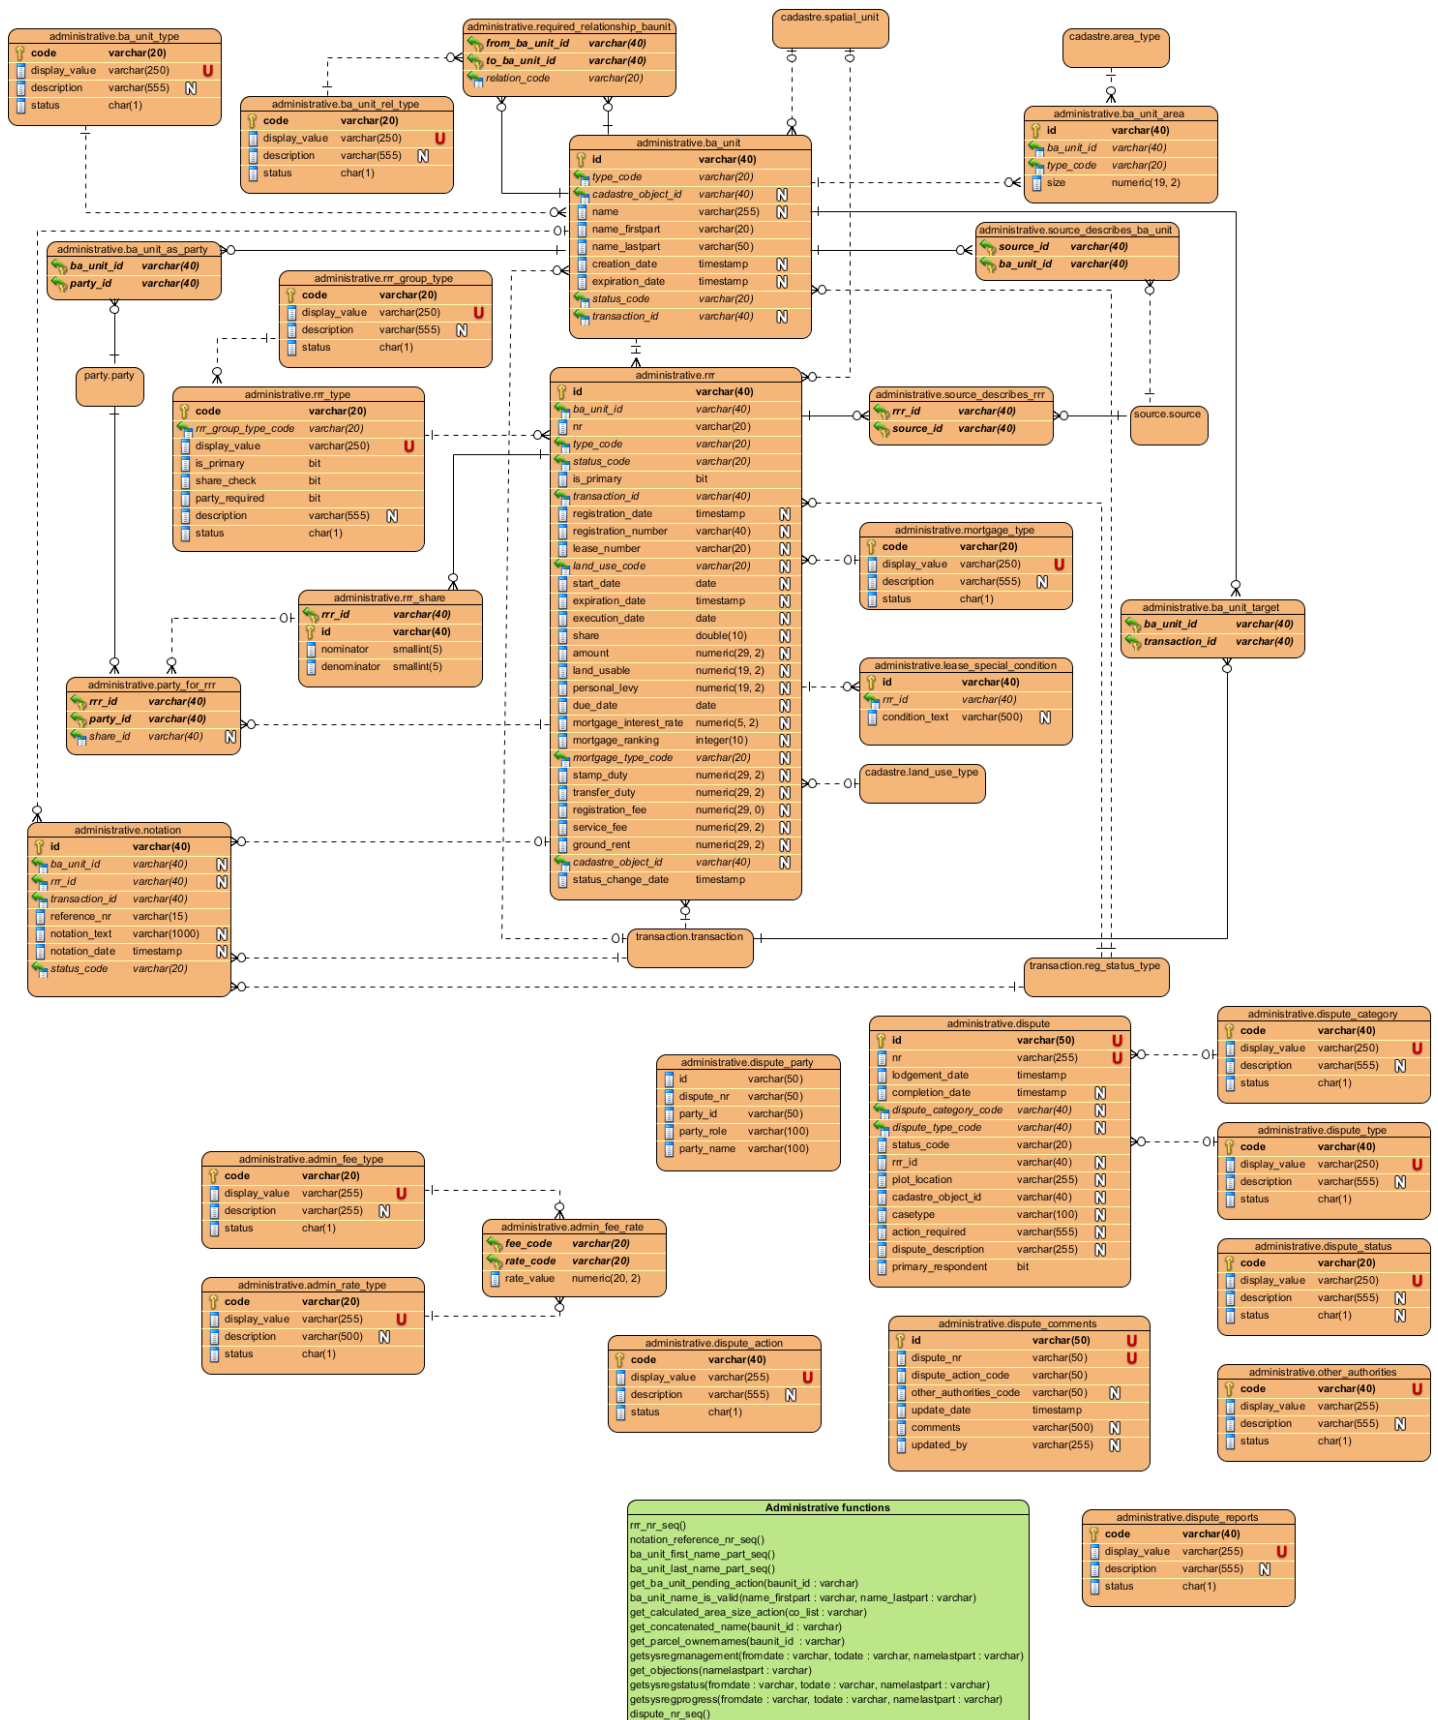 cadastre.spatial_unit
administrative.required_relationship_baunit
from_ba_unit_id varchar(40)
to_ba_unit_id varchar(40)
relation_code varchar(20)
administrative.ba_unit_type
code varchar(20)
display_value varchar(250) U
description varchar(555) N
status char(1)
cadastre.area_type
administrative.ba_unit_rel_type
code varchar(20)
display_value varchar(250) U
description varchar(555) N
status char(1)
administrative.ba_unit_area
id varchar(40)
ba_unit_id varchar(40)
type_code varchar(20)
size numeric(19, 2)
administrative.ba_unit
id varchar(40)
type_code varchar(20)
cadastre_object_id varchar(40) N
name varchar(255) N
name_firstpart varchar(20)
name_lastpart varchar(50)
creation_date timestamp N
expiration_date timestamp N
status_code varchar(20)
transaction_id varchar(40) N
administrative.source_describes_ba_unit
source_id varchar(40)
ba_unit_id varchar(40)
administrative.ba_unit_as_party
ba_unit_id varchar(40)
party_id varchar(40)
administrative.rrr_group_type
code varchar(20)
display_value varchar(250) U
description varchar(555) N
status char(1)
party.party
administrative.rrr_type
code varchar(20)
rrr_group_type_code varchar(20)
display_value varchar(250) U
is_primary bit
share_check bit
party_required bit
description varchar(555) N
status char(1)
administrative.rrr
id varchar(40)
ba_unit_id varchar(40)
nr varchar(20)
type_code varchar(20)
status_code varchar(20)
is_primary bit
transaction_id varchar(40)
registration_date timestamp N
registration_number varchar(40) N
lease_number varchar(20) N
land_use_code varchar(20) N
start_date date N
expiration_date timestamp N
execution_date date N
share double(10) N
amount numeric(29, 2) N
land_usable numeric(19, 2) N
personal_levy numeric(19, 2) N
due_date date N
mortgage_interest_rate numeric(5, 2) N
mortgage_ranking integer(10) N
mortgage_type_code varchar(20) N
stamp_duty numeric(29, 2) N
transfer_duty numeric(29, 2) N
registration_fee numeric(29, 0) N
service_fee numeric(29, 2) N
ground_rent numeric(29, 2) N
cadastre_object_id varchar(40) N
status_change_date timestamp
administrative.source_describes_rrr
rrr_id varchar(40)
source_id varchar(40)
source.source
administrative.mortgage_type
code varchar(20)
display_value varchar(250) U
description varchar(555) N
status char(1)
administrative.rrr_share
rrr_id varchar(40)
id varchar(40)
nominator smallint(5)
denominator smallint(5)
administrative.ba_unit_target
ba_unit_id varchar(40)
transaction_id varchar(40)
administrative.lease_special_condition
id varchar(40)
rrr_id varchar(40)
condition_text varchar(500) N
administrative.party_for_rrr
rrr_id varchar(40)
party_id varchar(40)
share_id varchar(40) N
cadastre.land_use_type
administrative.notation
id varchar(40)
ba_unit_id varchar(40) N
rrr_id varchar(40) N
transaction_id varchar(40)
reference_nr varchar(15)
notation_text varchar(1000) N
notation_date timestamp N
status_code varchar(20)
transaction.transaction
transaction.reg_status_type
administrative.dispute
id varchar(50) U
nr varchar(255) U
lodgement_date timestamp
completion_date timestamp N
dispute_category_code varchar(40) N
dispute_type_code varchar(40) N
status_code varchar(20)
rrr_id varchar(40) N
plot_location varchar(255) N
cadastre_object_id varchar(40) N
casetype varchar(100) N
action_required varchar(555) N
dispute_description varchar(255) N
primary_respondent bit
administrative.dispute_category
code varchar(40)
display_value varchar(250) U
description varchar(555) N
status char(1)
administrative.dispute_party
id varchar(50)
dispute_nr varchar(50)
party_id varchar(50)
party_role varchar(100)
party_name varchar(100)
administrative.dispute_type
code varchar(40)
display_value varchar(250) U
description varchar(555) N
status char(1)
administrative.admin_fee_type
code varchar(20)
display_value varchar(255) U
description varchar(255) N
status char(1)
administrative.admin_fee_rate
fee_code varchar(20)
rate_code varchar(20)
rate_value numeric(20, 2)
administrative.dispute_status
code varchar(20)
display_value varchar(250) U
description varchar(555) N
status char(1) N
administrative.admin_rate_type
code varchar(20)
display_value varchar(255) U
description varchar(500) N
status char(1)
administrative.dispute_action
code varchar(40)
display_value varchar(255) U
description varchar(555) N
status char(1)
administrative.dispute_comments
id varchar(50) U
dispute_nr varchar(50) U
dispute_action_code varchar(50)
other_authorities_code varchar(50) N
update_date timestamp
comments varchar(500) N
updated_by varchar(255) N
administrative.other_authorities
code varchar(40) U
display_value varchar(255)
description varchar(555) N
status char(1)
Administrative functions
rrr_nr_seq()
notation_reference_nr_seq()
ba_unit_first_name_part_seq()
ba_unit_last_name_part_seq()
get_ba_unit_pending_action(baunit_id : varchar)
ba_unit_name_is_valid(name_firstpart : varchar, name_lastpart : varchar)
get_calculated_area_size_action(co_list : varchar)
get_concatenated_name(baunit_id : varchar)
get_parcel_ownernames(baunit_id : varchar)
getsysregmanagement(fromdate : varchar, todate : varchar, namelastpart : varchar)
get_objections(namelastpart : varchar)
getsysregstatus(fromdate : varchar, todate : varchar, namelastpart : varchar)
getsysregprogress(fromdate : varchar, todate : varchar, namelastpart : varchar)
dispute_nr_seq()
administrative.dispute_reports
code varchar(40)
display_value varchar(255) U
description varchar(555) N
status char(1)